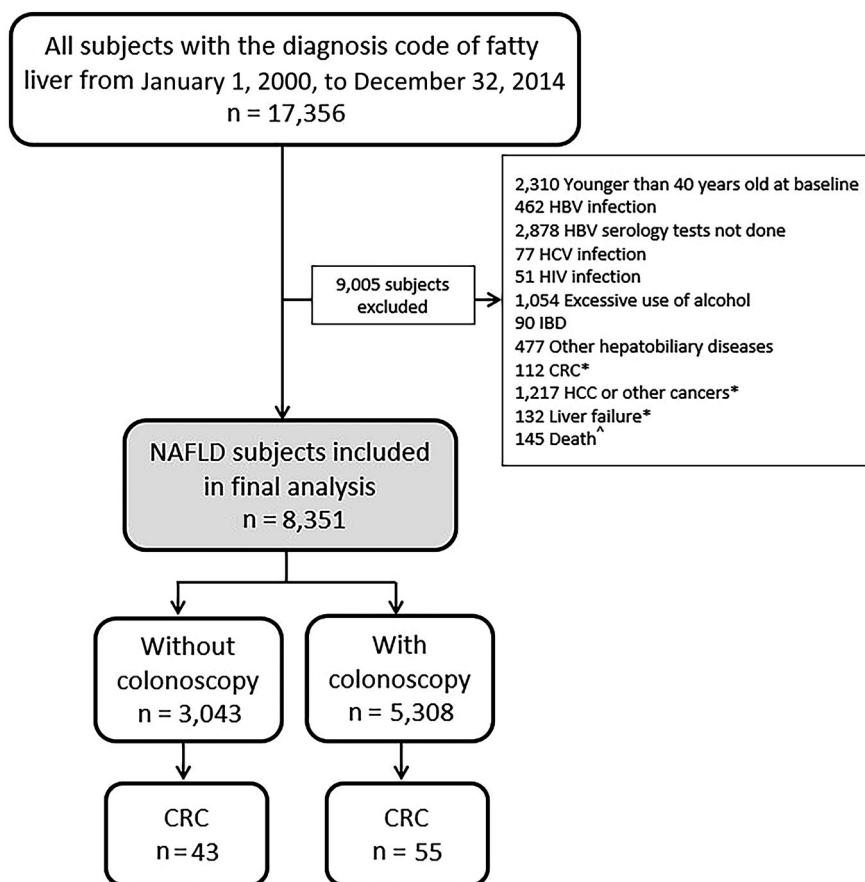 All subjects with the diagnosis code of fatty
liver from January 1, 2000, to December 32, 2014
n = 17,356
9,005 subjects
excluded
2,310 Younger than 40 years old at baseline
462 HBV infection
2,878 HBV serology tests not done
77 HCV infection
51 HIV infection
1,054 Excessive use of alcohol
90 IBD
477 Other hepatobiliary diseases
112 CRC*
1,217 HCC or other cancers*
132 Liver failure*
145 Death^
NAFLD subjects included
in final analysis
n = 8,351
Without
colonoscopy
n = 3,043
With
colonoscopy
n = 5,308
CRC
n = 43
CRC
n = 55